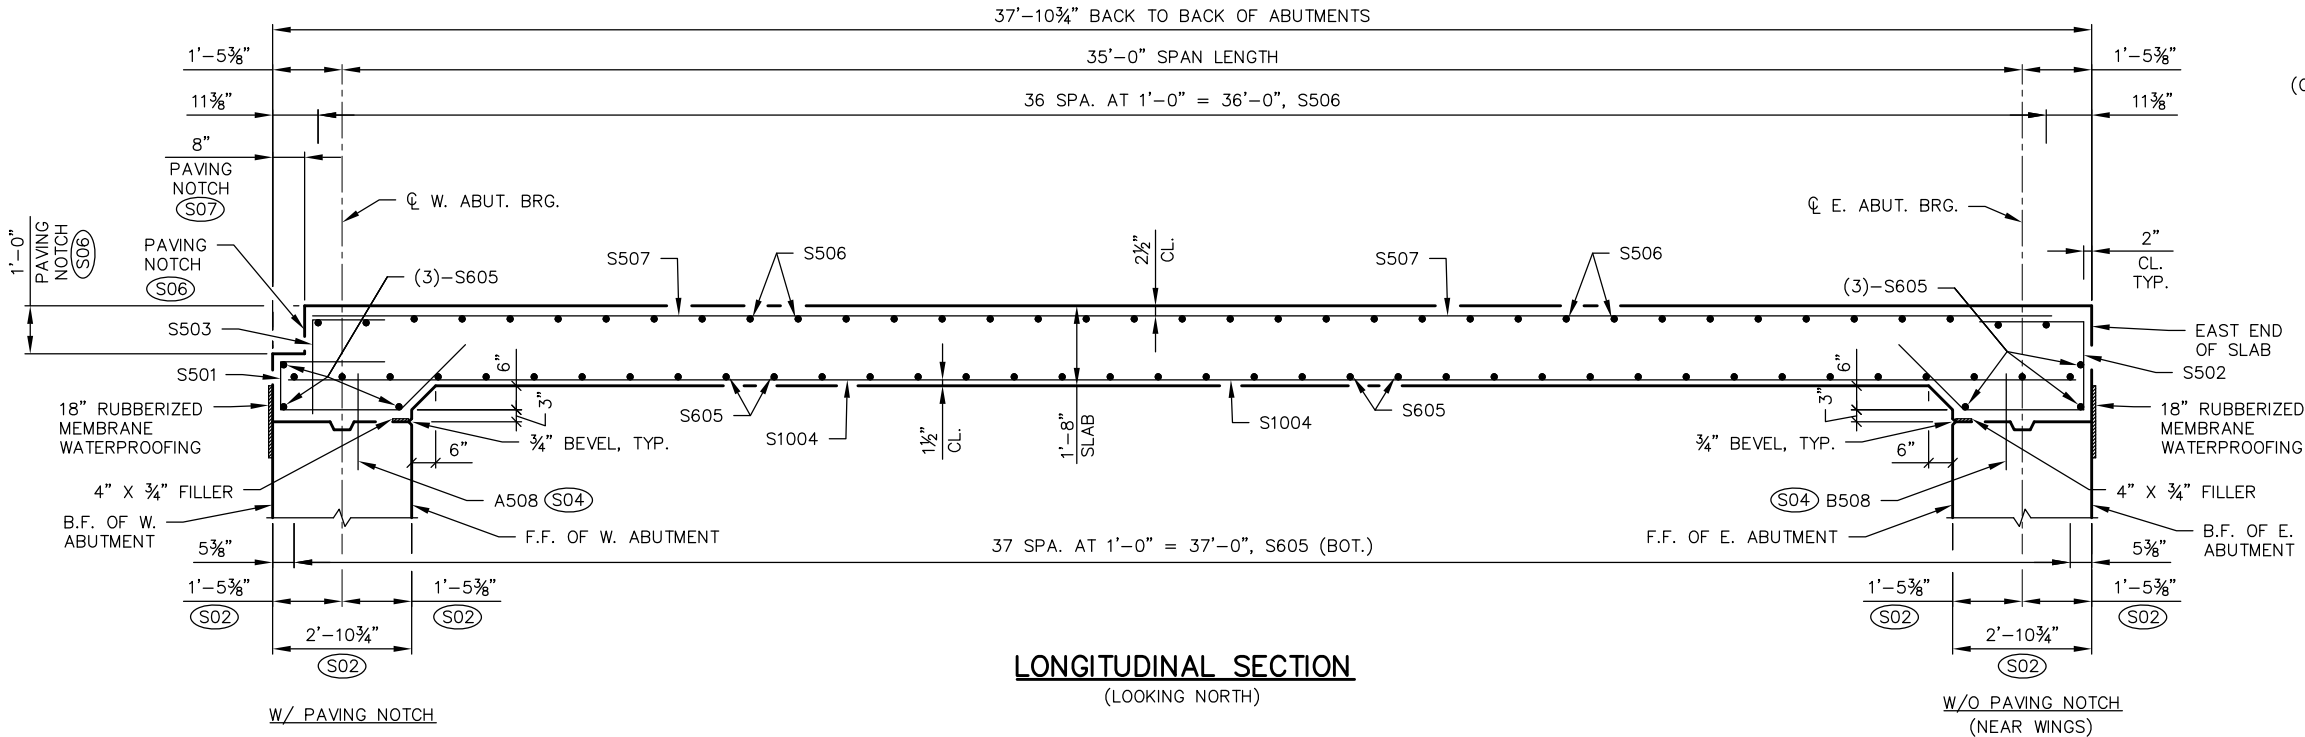 37'-10¾" BACK TO BACK OF ABUTMENTS
1'-5⅜"
35'-0" SPAN LENGTH
1'-5⅜"
11⅜"
36 SPA. AT 1'-0" = 36'-0", S506
11⅜"
(
8"
PAVING
NOTCH
S07
℄ W. ABUT. BRG.
℄ E. ABUT. BRG.
1'-0"
PAVING
NOTCH
S06
PAVING
NOTCH
S06
(3)-S605
S507
S506
2½"
CL.
S507
S506
(3)-S605
2"
CL.
TYP.
S503
S501
6"
3"
6"
3"
EAST END
OF SLAB
S502
18" RUBBERIZED
MEMBRANE
WATERPROOFING
S605
S1004
1½"
CL.
1'-8"
SLAB
S1004
S605
18" RUBBERIZED
MEMBRANE
WATERPROOFING
¾" BEVEL, TYP.
6"
¾" BEVEL, TYP.
6"
4" X ¾" FILLER
A508 S04
S04 B508
4" X ¾" FILLER
B.F. OF W.
ABUTMENT
F.F. OF W. ABUTMENT
F.F. OF E. ABUTMENT
B.F. OF E.
ABUTMENT
5⅜"
37 SPA. AT 1'-0" = 37'-0", S605 (BOT.)
5⅜"
1'-5⅜"
S02
1'-5⅜"
S02
1'-5⅜"
S02
1'-5⅜"
S02
2'-10¾"
S02
2'-10¾"
S02
LONGITUDINAL SECTION
(LOOKING NORTH)
W/ PAVING NOTCH
W/O PAVING NOTCH
(NEAR WINGS)